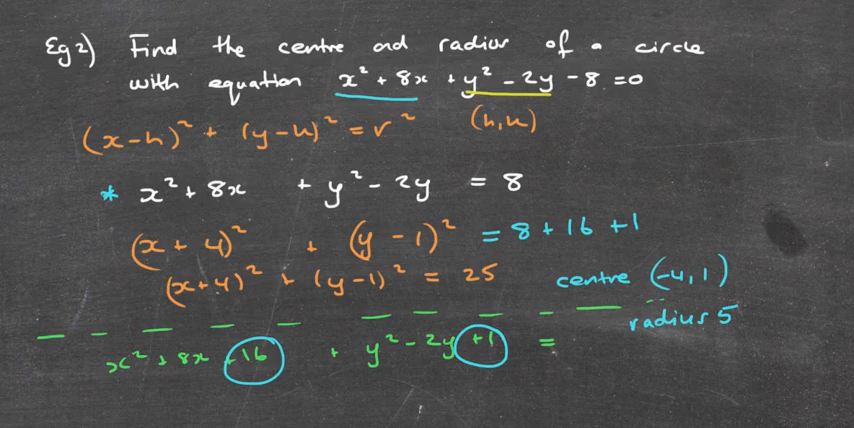 Eg 2) Find the centre and radius of a circle
with equation x² + 8x + y² - 2y - 8 = 0
(x-h)² + (y-k)² = r² (h,k)
* x² + 8x + y² - 2y = 8
(x + 4)² + (y - 1)² = 8 + 16 + 1
(x+4)² + (y-1)² = 25 centre (-4,1)
radius 5
x² + 8x + 16 + y² - 2y + 1 =